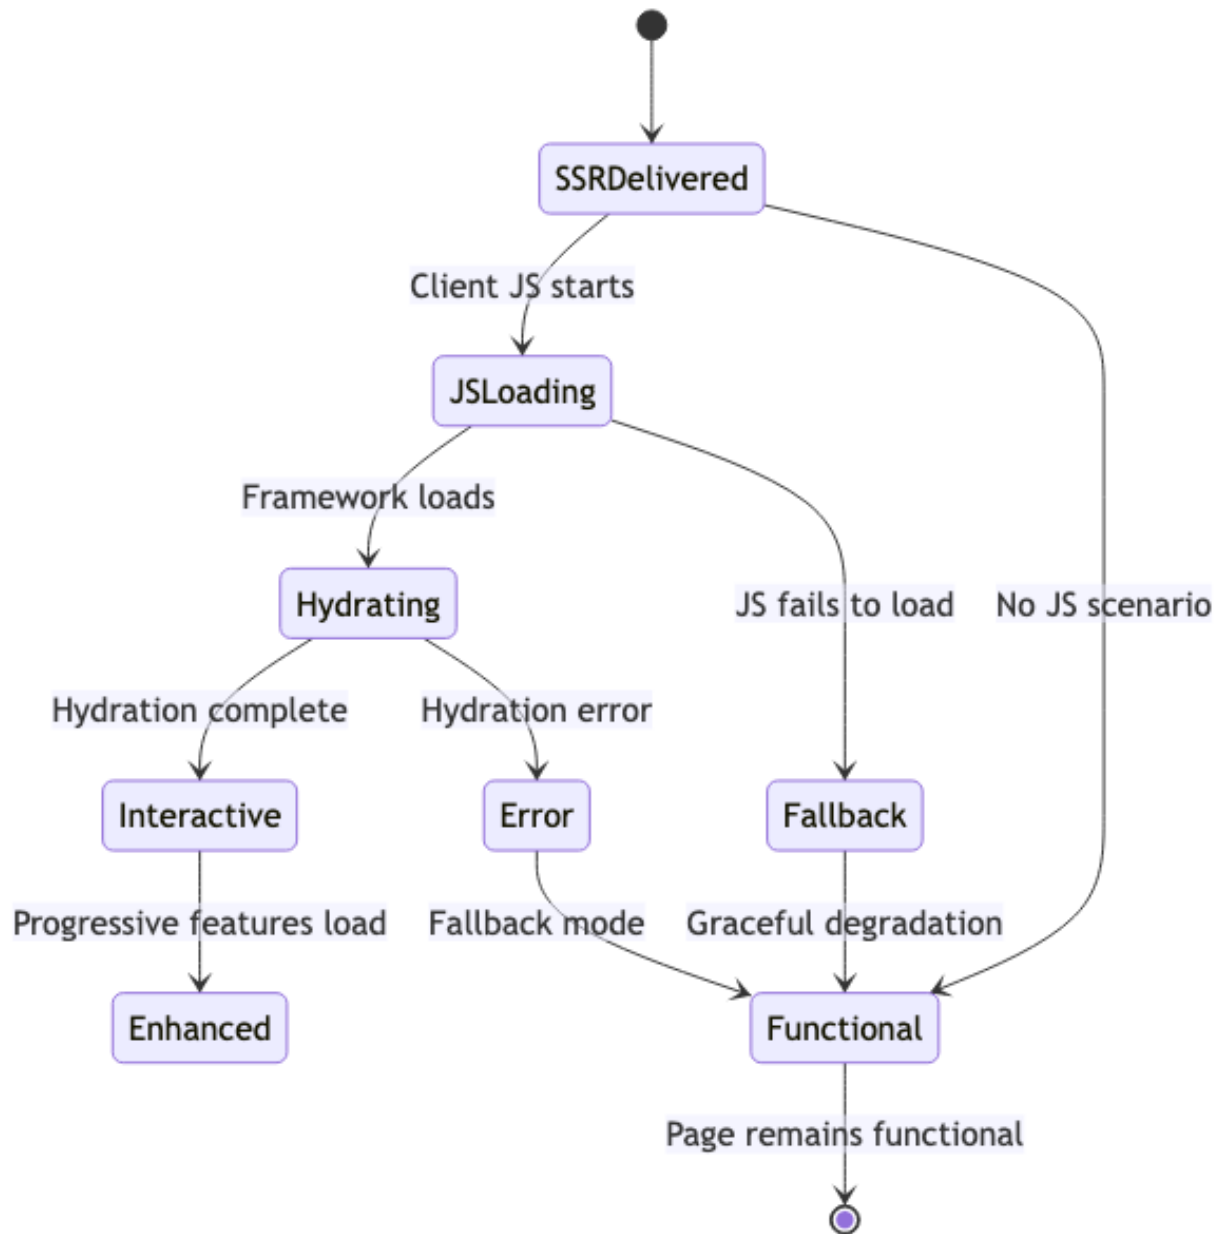 SSRDelivered
Client JS starts
JSLoading
Framework loads
Hydrating
JS fails to load
No JS scenario
Hydration complete
Hydration error
Interactive
Error
Fallback
Progressive features load
Fallback mode
Graceful degradation
Enhanced
Functional
Page remains functional